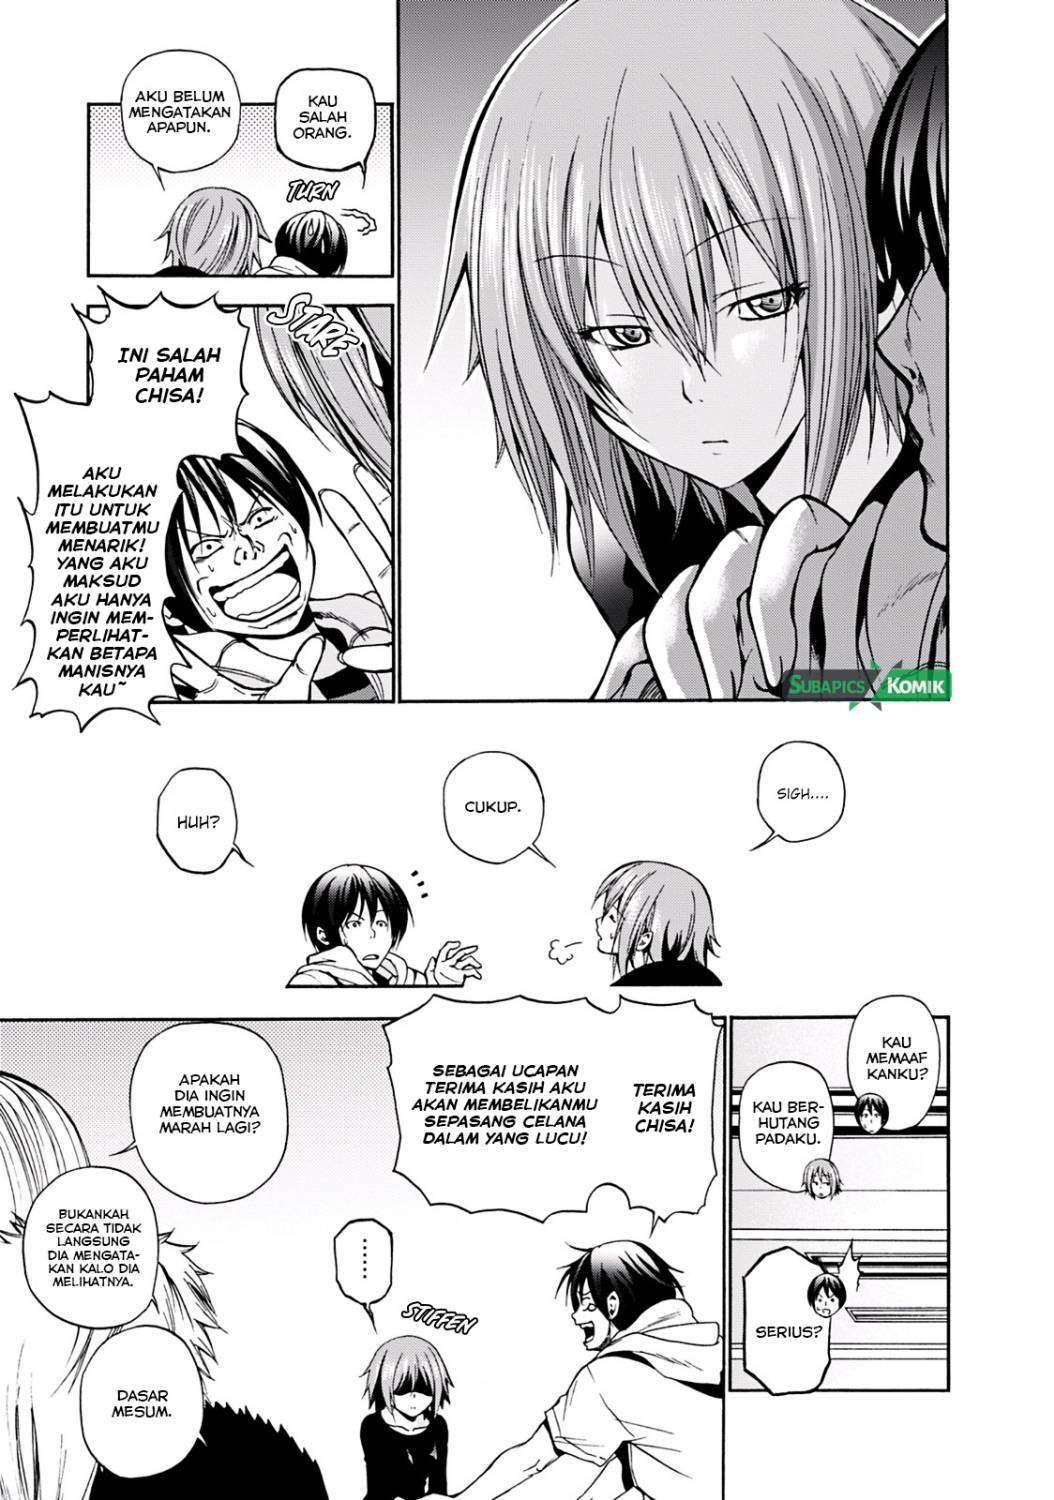 KAU
SALAH
ORANG.
AKU BELUM
MENGATAKAN
APAPUN.
TURN
STARE
INI SALAH
PAHAM
CHISA!
AKU
MELAKUKAN
ITU UNTUK
MEMBUATMU
MENARIK!
YANG AKU
MAKSUD
AKU HANYA
INGIN MEM-
PERLIHAT-
KAN BETAPA
MANISNYA
KAU~
SUBAPICS KOMIK
SIGH....
CUKUP.
HUH?
KAU
MEMAAF
KANKU?
KAU BER-
HUTANG
PADAKU.
SERIUS?
TERIMA
KASIH
CHISA!
SEBAGAI UCAPAN
TERIMA KASIH AKU
AKAN MEMBELIKANMU
SEPASANG CELANA
DALAM YANG LUCU!
......
STIFFEN
APAKAH
DIA INGIN
MEMBUATNYA
MARAH LAGI?
BUKANKAH
SECARA TIDAK
LANGSUNG
DIA MENGATA-
KAN KALO DIA
MELIHATNYA.
DASAR
MESUM.